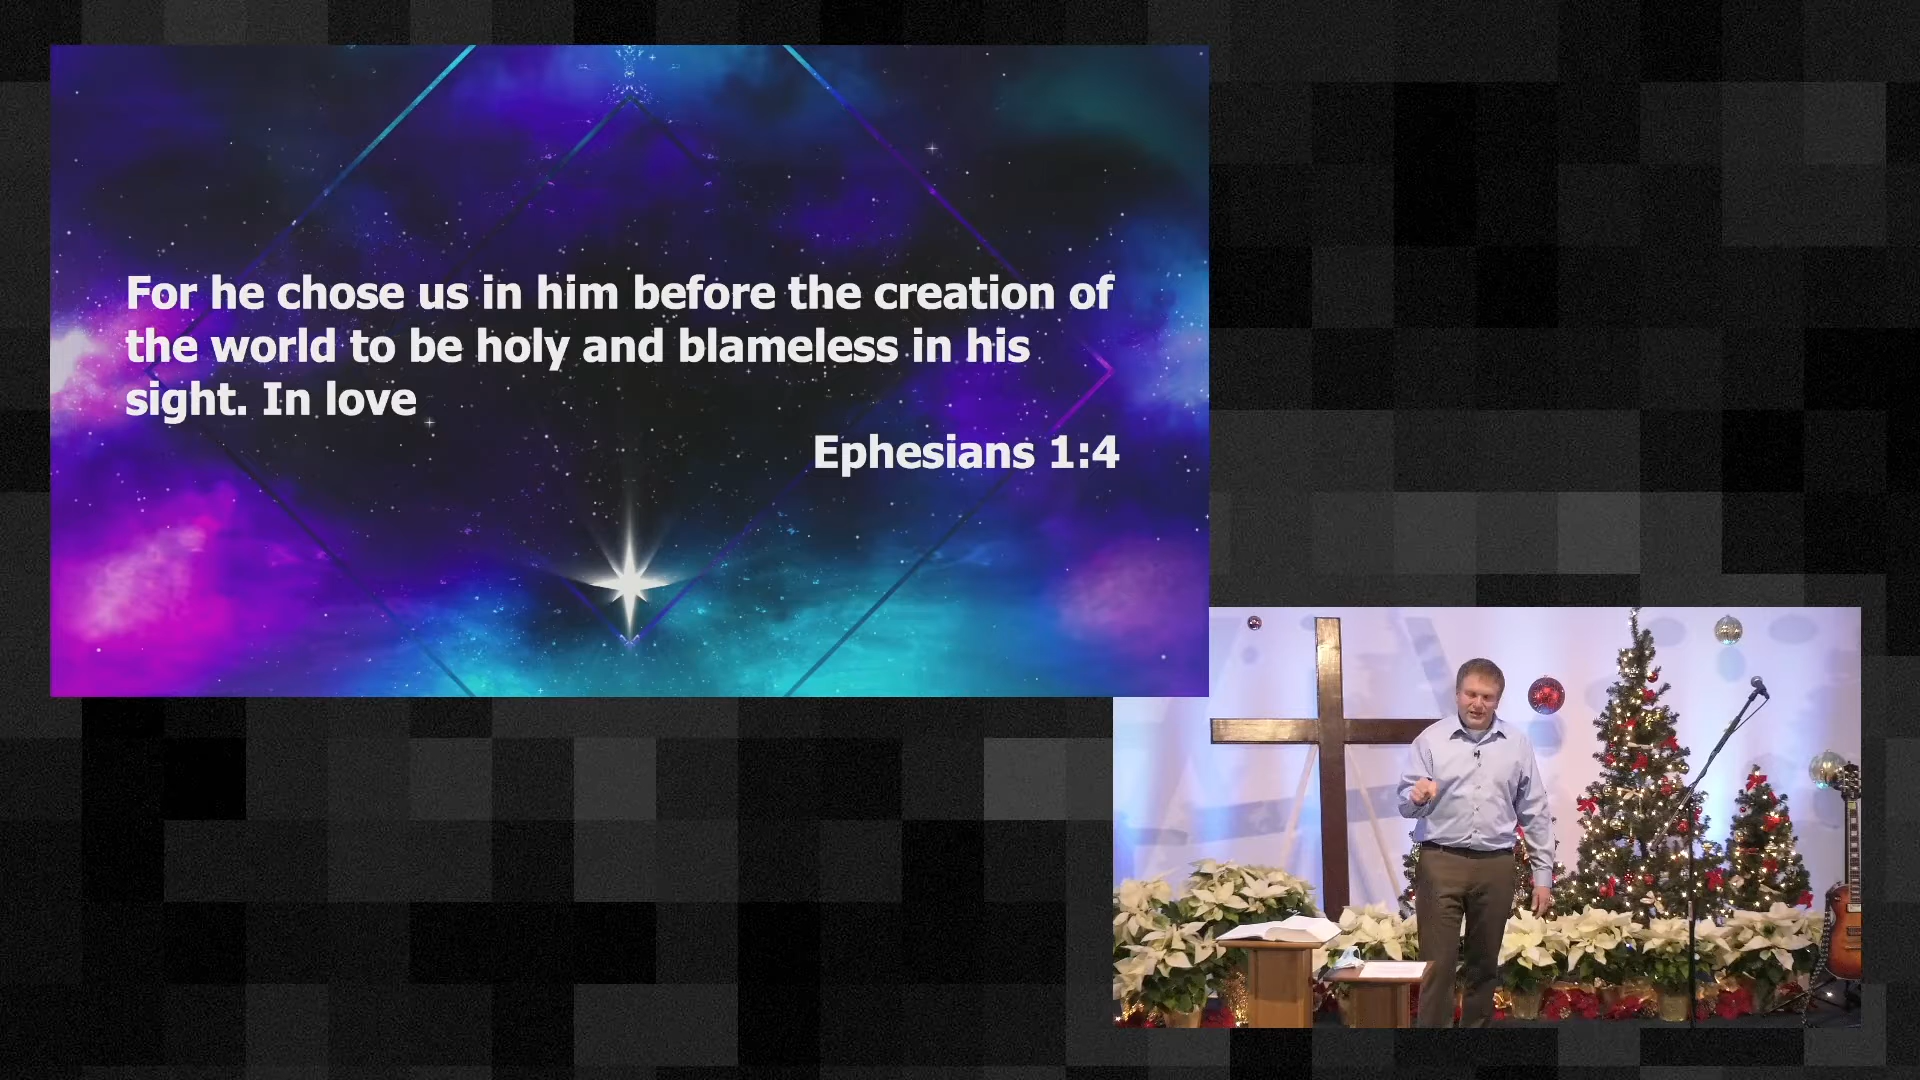 For he chose us in him before the creation of
the world to be holy and blameless in his
sight. In love
Ephesians 1:4